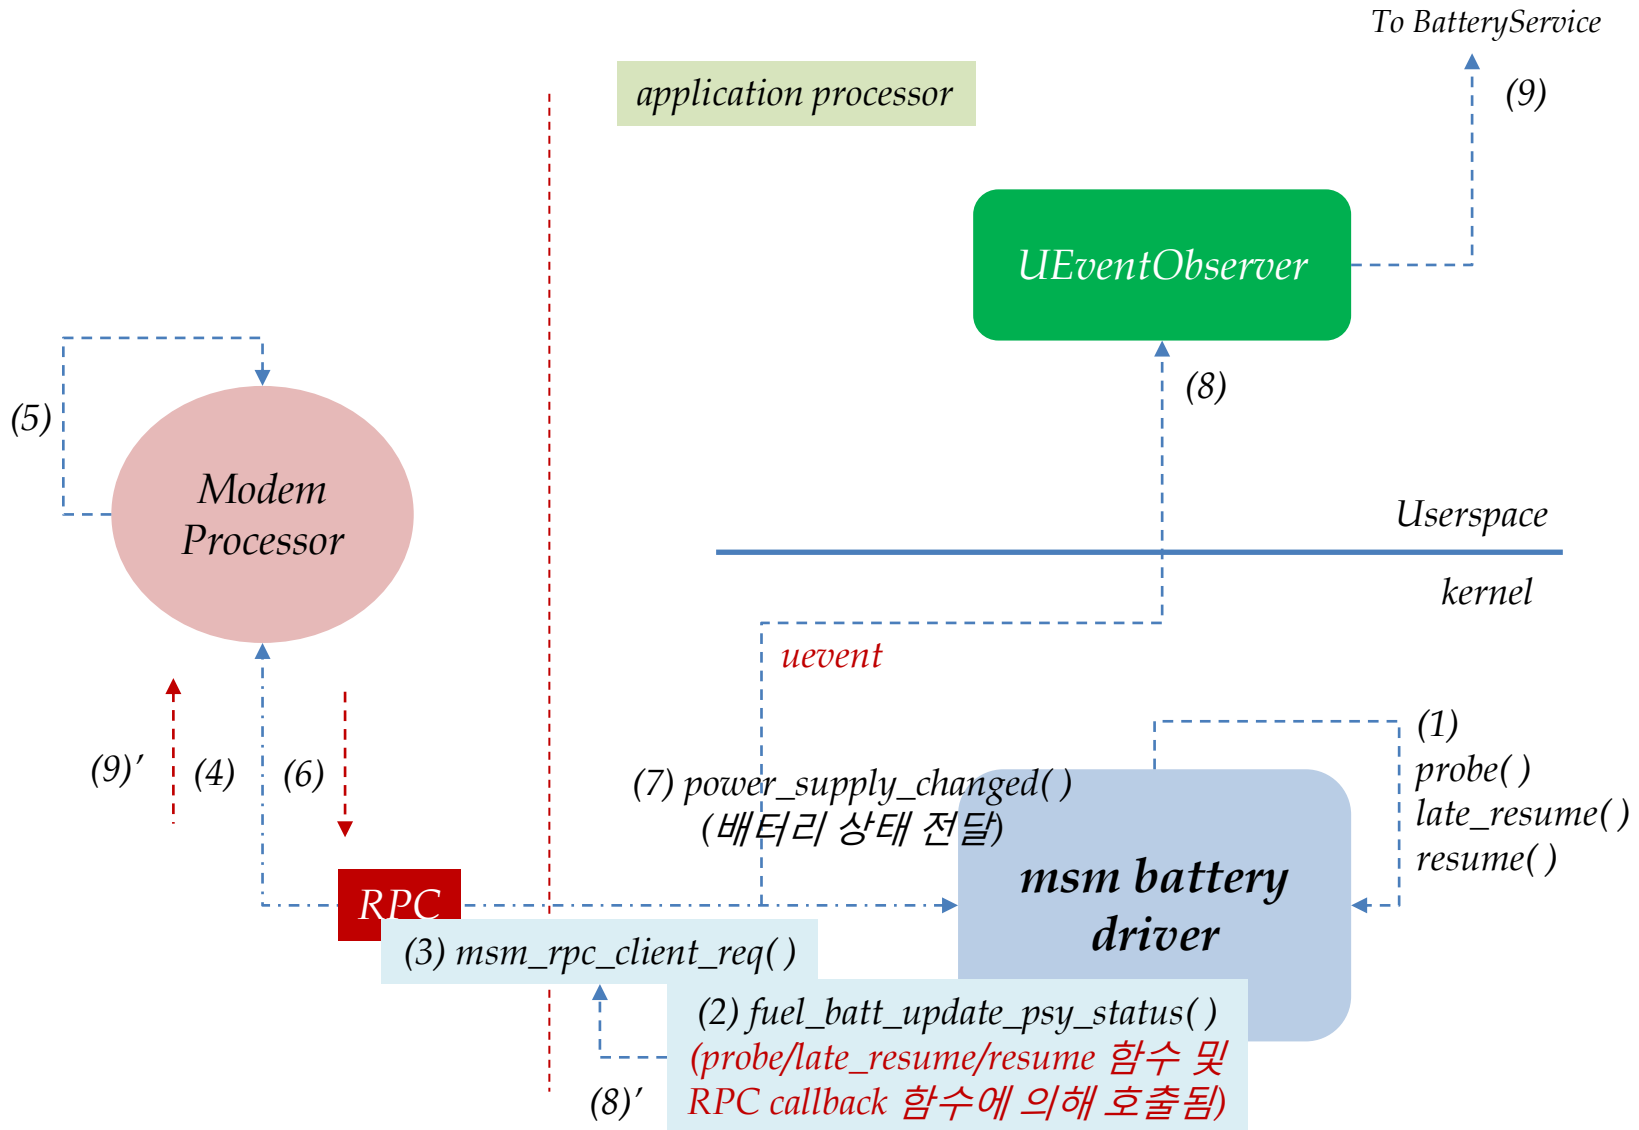 To BatteryService
(9)
application processor
UEventObserver
(8)
(5)
Modem
Processor
Userspace
kernel
uevent
(1)
probe( )
late_resume( )
resume( )
(9)’
(4)
(6)
(7) power_supply_changed( )
(배터리 상태 전달)
msm battery
driver
RPC
(3) msm_rpc_client_req( )
(2) fuel_batt_update_psy_status( )
(probe/late_resume/resume 함수 및
RPC callback 함수에 의해 호출됨)
(8)’